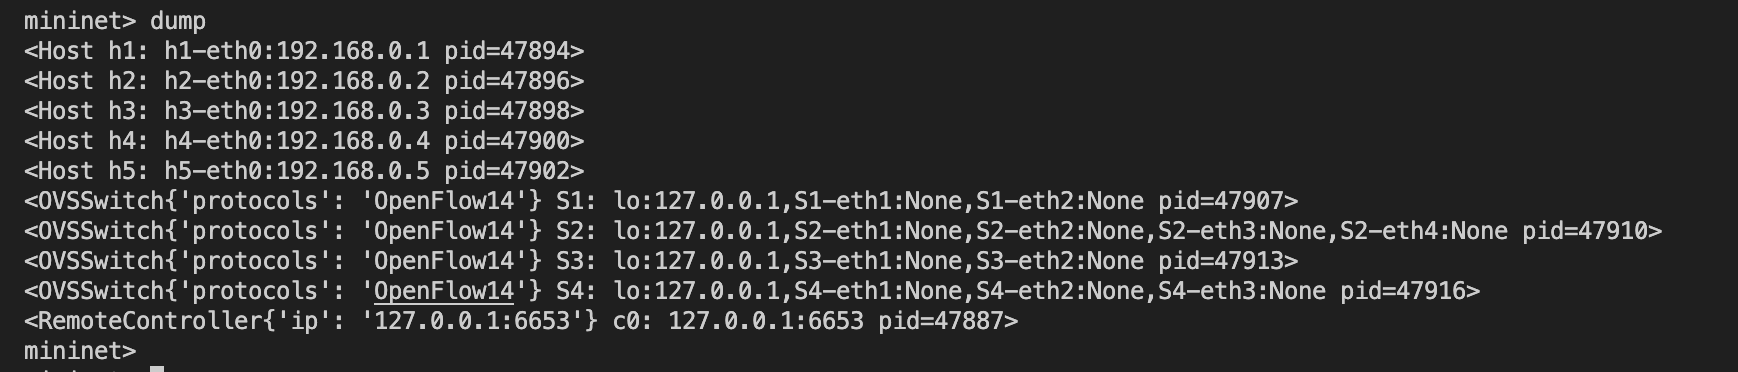 mininet> dump
<Host h1: h1-eth0:192.168.0.1 pid=47894>
<Host h2: h2-eth0:192.168.0.2 pid=47896>
<Host h3: h3-eth0:192.168.0.3 pid=47898>
<Host h4: h4-eth0:192.168.0.4 pid=47900>
<Host h5: h5-eth0:192.168.0.5 pid=47902>
<OVSSwitch{'protocols': 'OpenFlow14'} S1: lo:127.0.0.1,S1-eth1:None,S1-eth2:None pid=47907>
<OVSSwitch{'protocols': 'OpenFlow14'} S2: lo:127.0.0.1,S2-eth1:None,S2-eth2:None,S2-eth3:None,S2-eth4:None pid=47910>
<OVSSwitch{'protocols': 'OpenFlow14'} S3: lo:127.0.0.1,S3-eth1:None,S3-eth2:None pid=47913>
<OVSSwitch{'protocols': 'OpenFlow14'} S4: lo:127.0.0.1,S4-eth1:None,S4-eth2:None,S4-eth3:None pid=47916>
<RemoteController{'ip': '127.0.0.1:6653'} c0: 127.0.0.1:6653 pid=47887>
mininet>